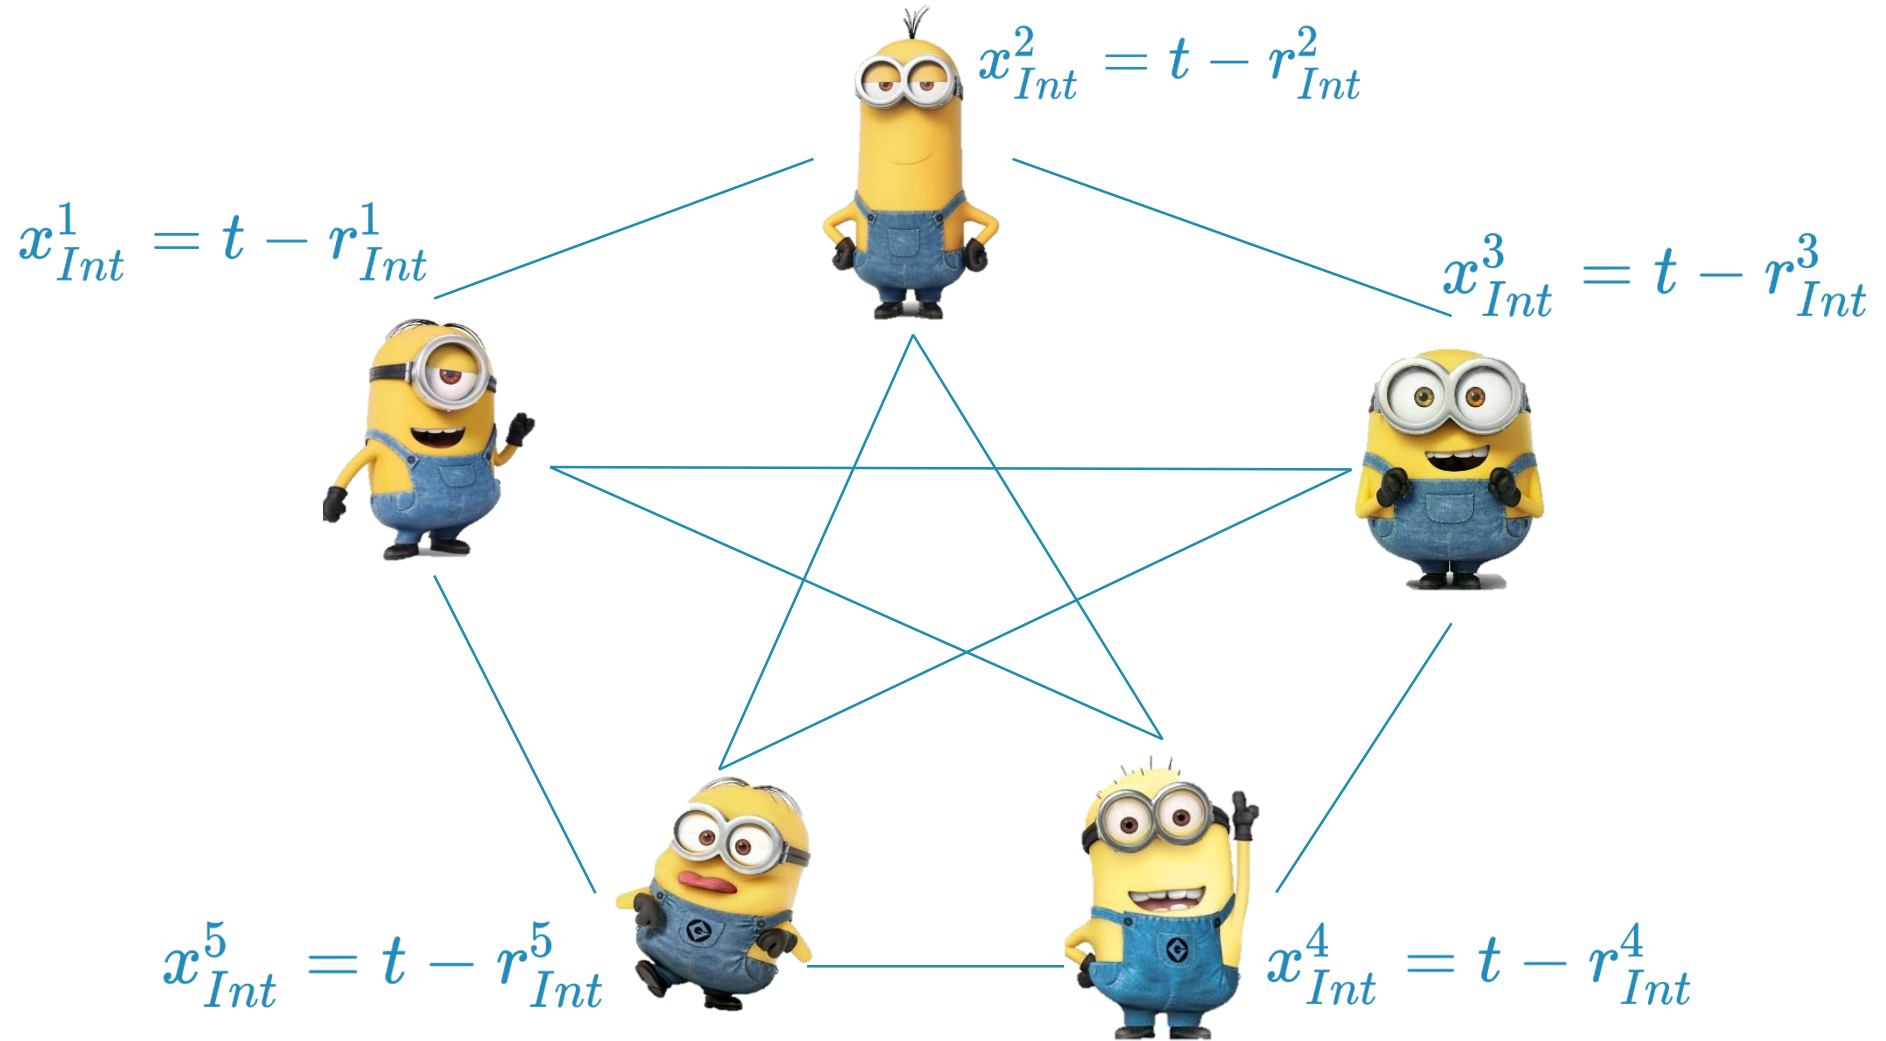 x^2_{Int} = t - r^2_{Int}
x^1_{Int} = t - r^1_{Int}
x^3_{Int} = t - r^3_{Int}
x^5_{Int} = t - r^5_{Int}
x^4_{Int} = t - r^4_{Int}